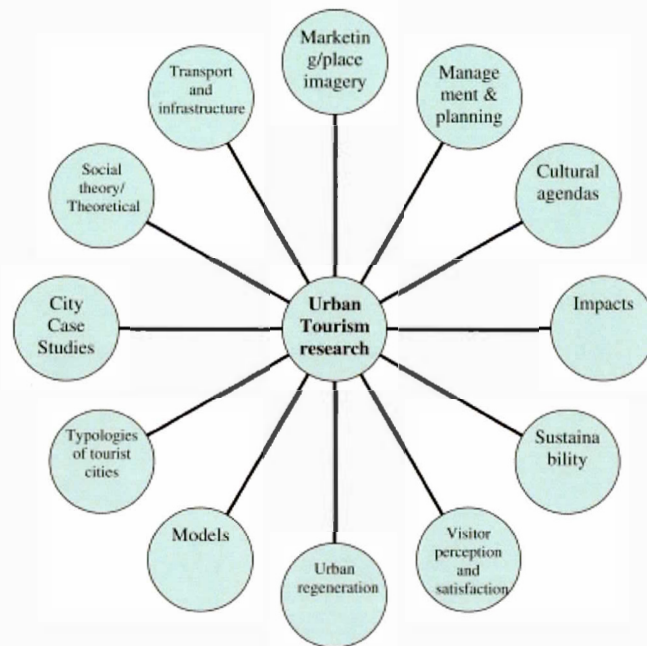 Marketin
g/place
imagery
Manage
ment &
planning
Cultural
agendas
Impacts
Sustaina
bility
Visitor
perception
and
satisfaction
Urban
regeneration
Models
Typologies
of tourist
cities
City
Case
Studies
Social
theory/
Theoretical
Transport
and
infrastructure
Urban
Tourism
research